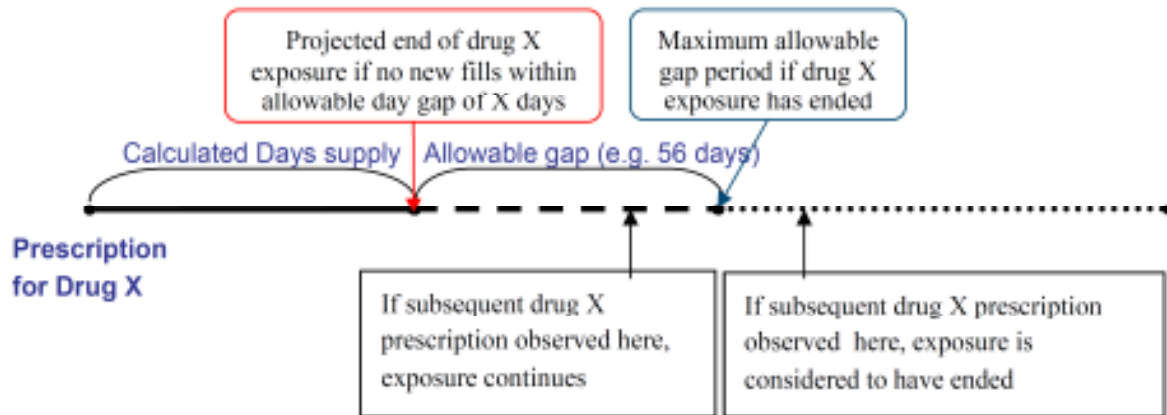 Projected end of drug X
exposure if no new fills within
allowable day gap of X days
Maximum allowable
gap period if drug X
exposure has ended
Calculated Days supply
Allowable gap (e.g. 56 days)
Prescription
for Drug X
If subsequent drug X
prescription observed here,
exposure continues
If subsequent drug X prescription
observed here, exposure is
considered to have ended